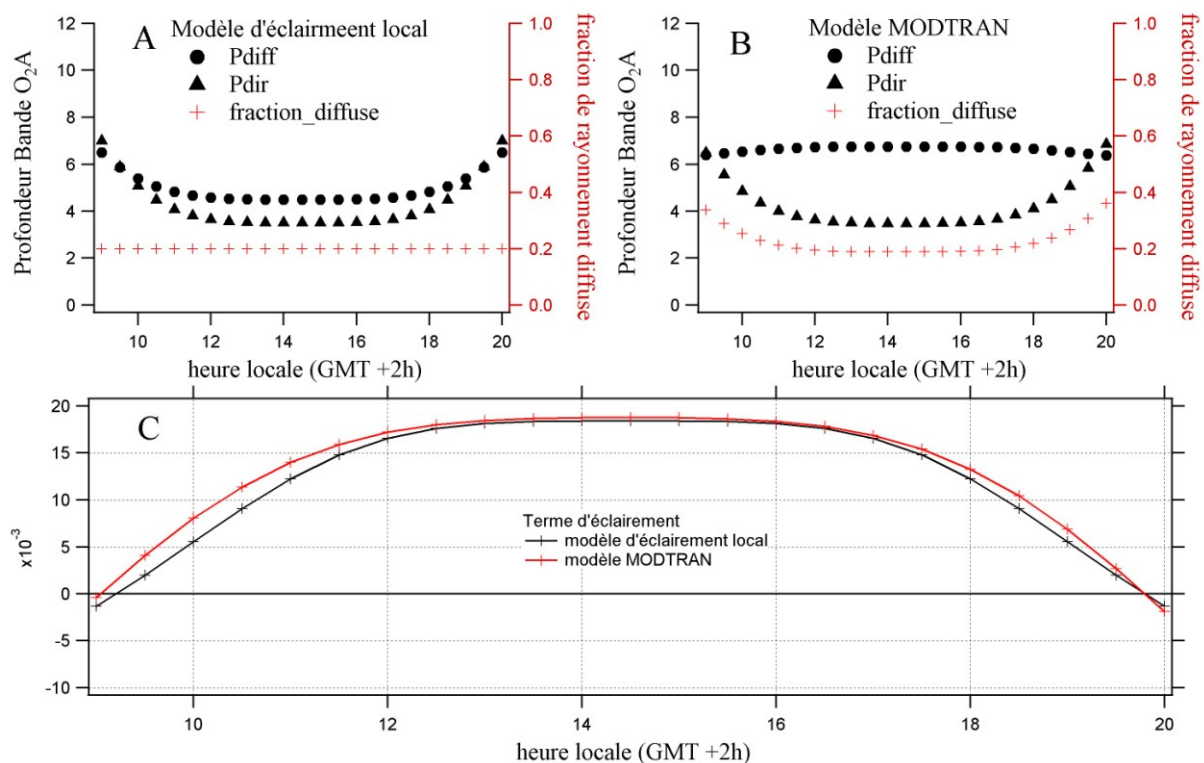 A
Modèle d'éclairmeent local
Pdiff
Pdir
fraction_diffuse
Profondeur Bande O₂A
12
10
8
6
4
2
0
1.0
0.8
0.6
0.4
0.2
0.0
fraction de rayonnement diffuse
10 12 14 16 18 20
heure locale (GMT +2h)
B
Modèle MODTRAN
Pdiff
Pdir
fraction_diffuse
Profondeur Bande O₂A
12
10
8
6
4
2
0
1.0
0.8
0.6
0.4
0.2
0.0
fraction de rayonnement diffuse
10 12 14 16 18 20
heure locale (GMT +2h)
C
x10⁻³
20
15
10
5
0
-5
-10
Terme d'éclairement
modèle d'éclairement local
modèle MODTRAN
10 12 14 16 18 20
heure locale (GMT +2h)